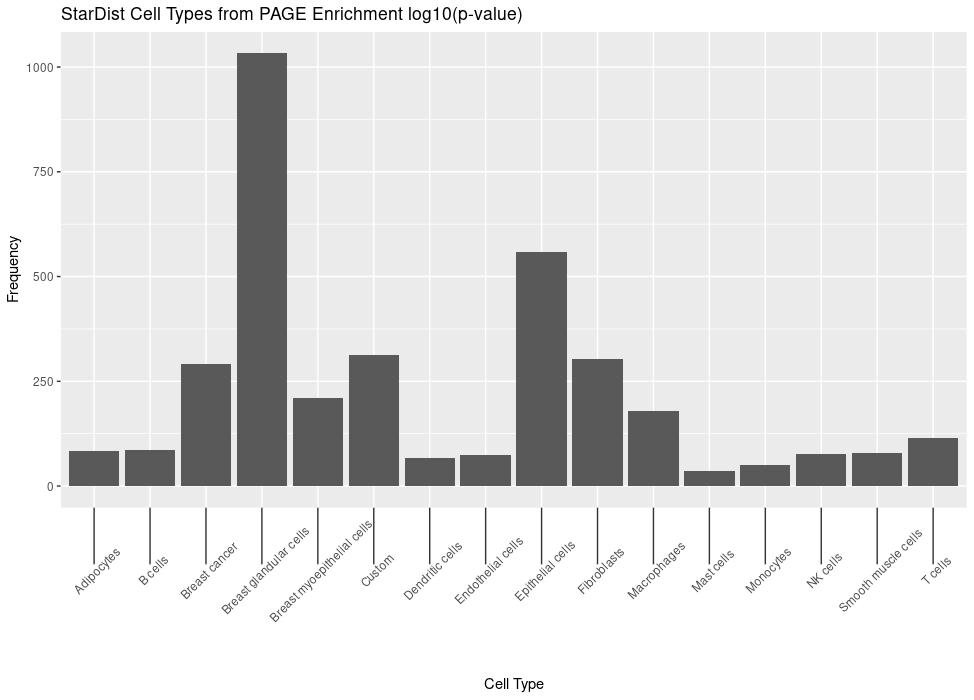 StarDist Cell Types from PAGE Enrichment log10(p-value)
1000
750
500
250
0
Frequency
Adipocytes
B cells
Breast cancer
Breast glandular cells
Breast myoepithelial cells
Custom
Dendritic cells
Endothelial cells
Epithelial cells
Fibroblasts
Macrophages
Mast cells
Monocytes
NK cells
Smooth muscle cells
T cells
Cell Type